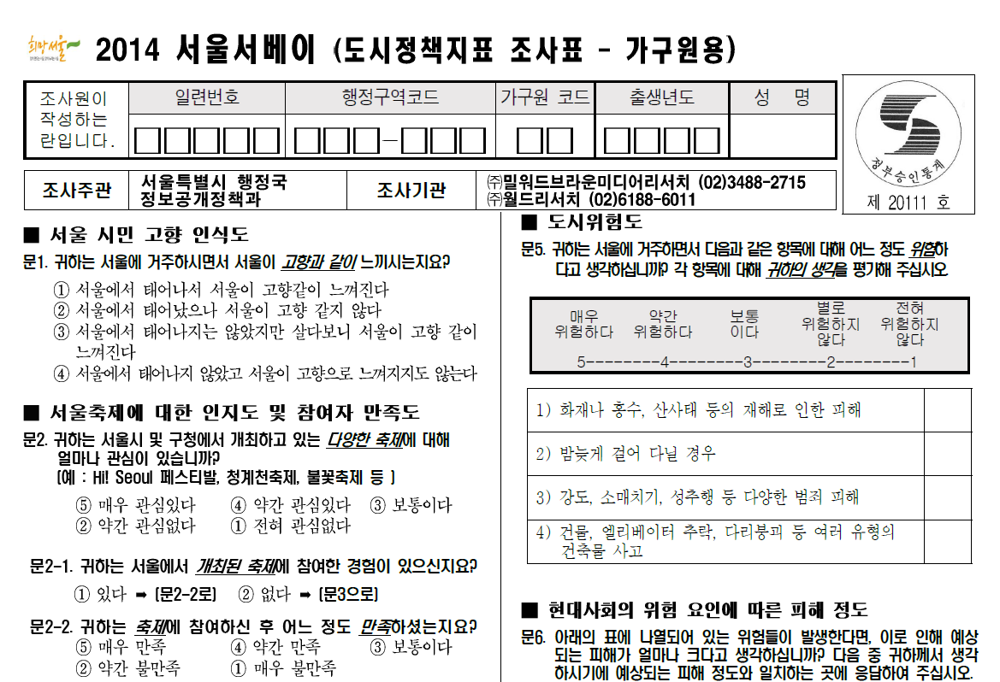 희망서울
2014 서울서베이 (도시정책지표 조사표 - 가구원용)
조사원이
작성하는
란입니다.
일련번호
행정구역코드
가구원 코드
출생년도
성 명
정부승인통계
제 20111 호
조사주관
서울특별시 행정국
정보공개정책과
조사기관
㈜밀워드브라운미디어리서치 (02)3488-2715
㈜월드리서치 (02)6188-6011
■ 서울 시민 고향 인식도
문1. 귀하는 서울에 거주하시면서 서울이 고향과 같이 느끼시는지요?
① 서울에서 태어나서 서울이 고향같이 느껴진다
② 서울에서 태어났으나 서울이 고향 같지 않다
③ 서울에서 태어나지는 않았지만 살다보니 서울이 고향 같이
느껴진다
④ 서울에서 태어나지 않았고 서울이 고향으로 느껴지지도 않는다
■ 서울축제에 대한 인지도 및 참여자 만족도
문2. 귀하는 서울시 및 구청에서 개최하고 있는 다양한 축제에 대해
얼마나 관심이 있습니까?
(예 : Hi! Seoul 페스티발, 청계천축제, 불꽃축제 등 )
⑤ 매우 관심있다 ④ 약간 관심있다 ③ 보통이다
② 약간 관심없다 ① 전혀 관심없다
문2-1. 귀하는 서울에서 개최된 축제에 참여한 경험이 있으신지요?
① 있다 ➡ (문2-2로) ② 없다 ➡ (문3으로)
문2-2. 귀하는 축제에 참여하신 후 어느 정도 만족하셨는지요?
⑤ 매우 만족 ④ 약간 만족 ③ 보통이다
② 약간 불만족 ① 매우 불만족
■ 도시위험도
문5. 귀하는 서울에 거주하면서 다음과 같은 항목에 대해 어느 정도 위험하
다고 생각하십니까? 각 항목에 대해 귀하의 생각을 평가해 주십시오.
매우
위험하다
약간
위험하다
보통
이다
별로
위험하지
않다
전혀
위험하지
않다
5--------4--------3--------2--------1
1) 화재나 홍수, 산사태 등의 재해로 인한 피해
2) 밤늦게 걸어 다닐 경우
3) 강도, 소매치기, 성추행 등 다양한 범죄 피해
4) 건물, 엘리베이터 추락, 다리붕괴 등 여러 유형의
건축물 사고
■ 현대사회의 위험 요인에 따른 피해 정도
문6. 아래의 표에 나열되어 있는 위험들이 발생한다면, 이로 인해 예상
되는 피해가 얼마나 크다고 생각하십니까? 다음 중 귀하께서 생각
하시기에 예상되는 피해 정도와 일치하는 곳에 응답하여 주십시오.